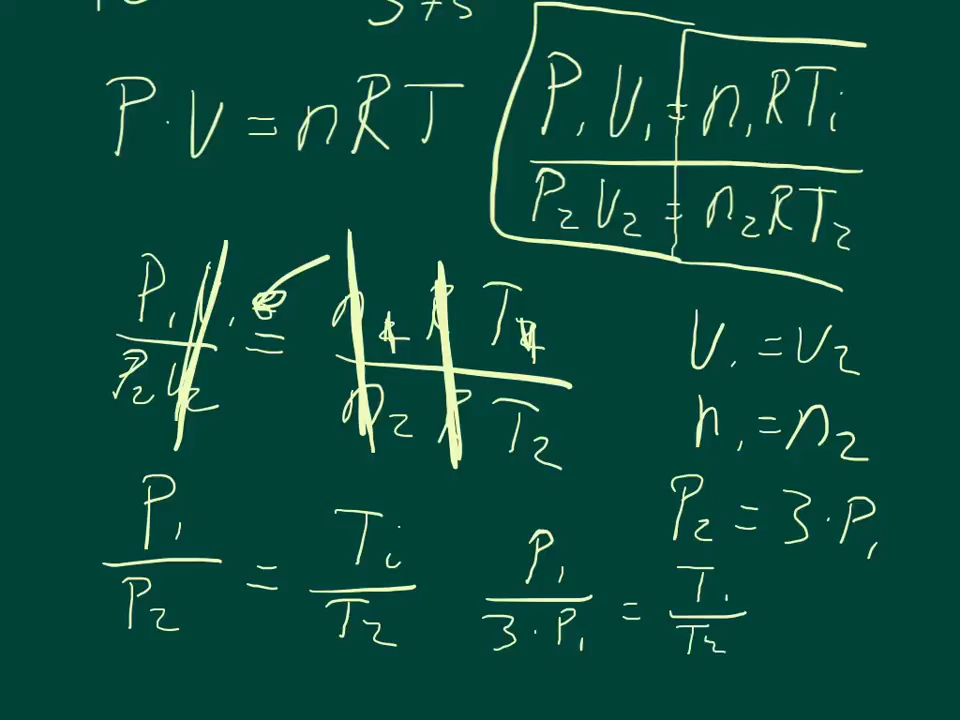 P·V = nRT
P₁V₁ = n₁RT₁
P₂V₂ = n₂RT₂
P₁V₁ / P₂V₂ = n₁RT₁ / n₂RT₂
V₁ = V₂
n₁ = n₂
P₂ = 3·P₁
P₁ / P₂ = T₁ / T₂
P₁ / 3·P₁ = T₁ / T₂